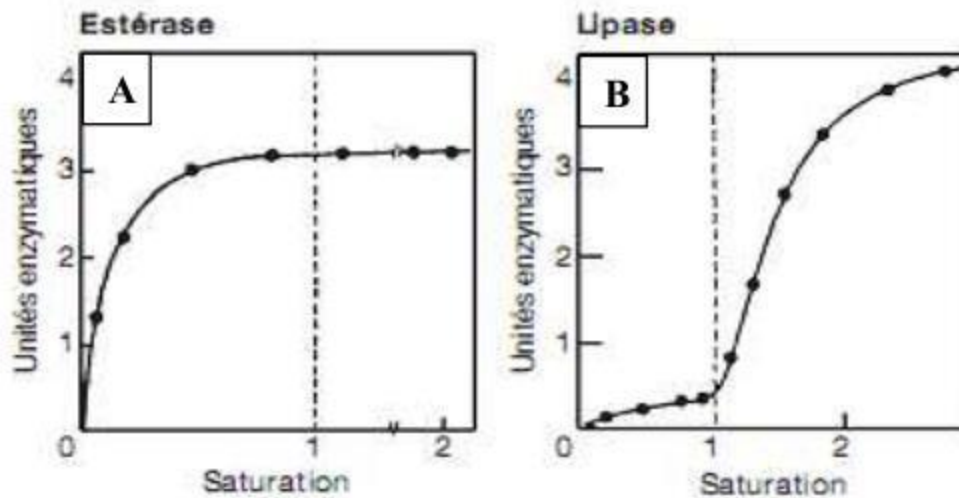 Estérase
A
Unités enzymatiques
4
3
2
1
0
1
2
Saturation
Lipase
B
Unités enzymatiques
4
3
2
1
0
1
2
Saturation